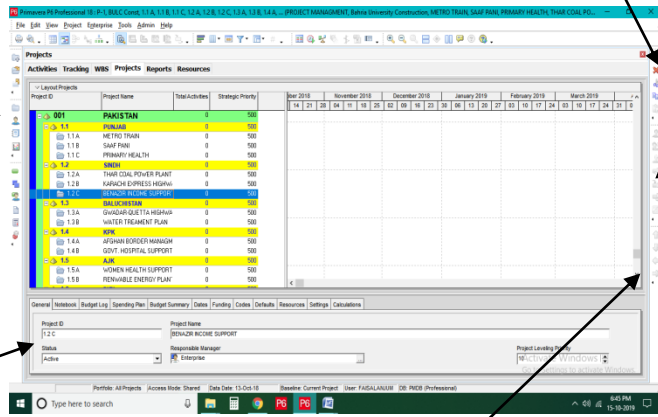 Primavera P6 Professional 18 : P-1, BULC Const, 1.1 A, 1.1 B, 1.1 C, 1.2 A, 1.2 B, 1.2 C, 1.3 A, 1.3 B, 1.4 A, ... (PROJECT MANAGMENT, Bahria University Construction, METRO TRAIN, SAAF PANI, PRIMARY HEALTH, THAR COAL PO...
File Edit View Project Enterprise Tools Admin Help
Projects
Activities Tracking WBS Projects Reports Resources
Layout: Projects
Project ID Project Name Total Activities Strategic Priority ber 2018 November 2018 December 2018 January 2019 February 2019 March 2019
14 21 28 04 11 18 25 02 09 16 23 30 06 13 20 27 03 10 17 24 03 10 17 24 31
001 PAKISTAN 0 500
1.1 PUNJAB 0 500
1.1 A METRO TRAIN 0 500
1.1 B SAAF PANI 0 500
1.1 C PRIMARY HEALTH 0 500
1.2 SINDH 0 500
1.2 A THAR COAL POWER PLANT 0 500
1.2 B KARACHI EXPRESS HIGHWA 0 500
1.2 C BENAZIR INCOME SUPPOR 0 500
1.3 BALUCHISTAN 0 500
1.3 A GWADAR-QUETTA HIGHWA 0 500
1.3 B WATER TREAMENT PLAN 0 500
1.4 KPK 0 500
1.4 A AFGHAN BORDER MANAGM 0 500
1.4 B GOVT. HOSPITAL SUPPORT 0 500
1.5 AJK 0 500
1.5 A WOMEN HEALTH SUPPORT 0 500
1.5 B RENWABLE ENERGY PLAN 0 500
General Notebook Budget Log Spending Plan Budget Summary Dates Funding Codes Defaults Resources Settings Calculations
Project ID Project Name
1.2 C BENAZIR INCOME SUPPORT
Status Responsible Manager Project Leveling Priority
Active Enterprise 10
Activate Windows
Go to Settings to activate Windows.
Portfolio: All Projects Access Mode: Shared Data Date: 13-Oct-18 Baseline: Current Project User: FAISALANJUM DB: PMDB (Professional)
Type here to search P6 P6 6:45 PM
15-10-2019